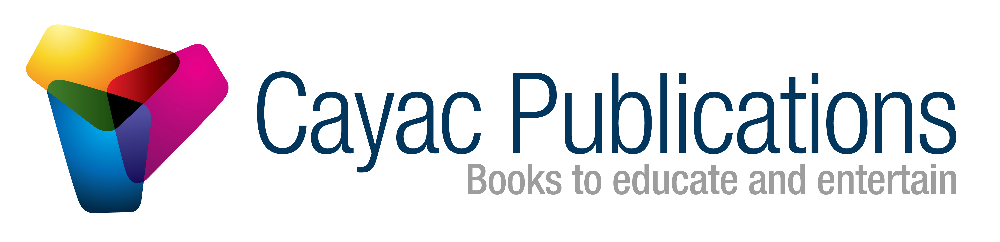 Cayac Publications
Books to educate and entertain